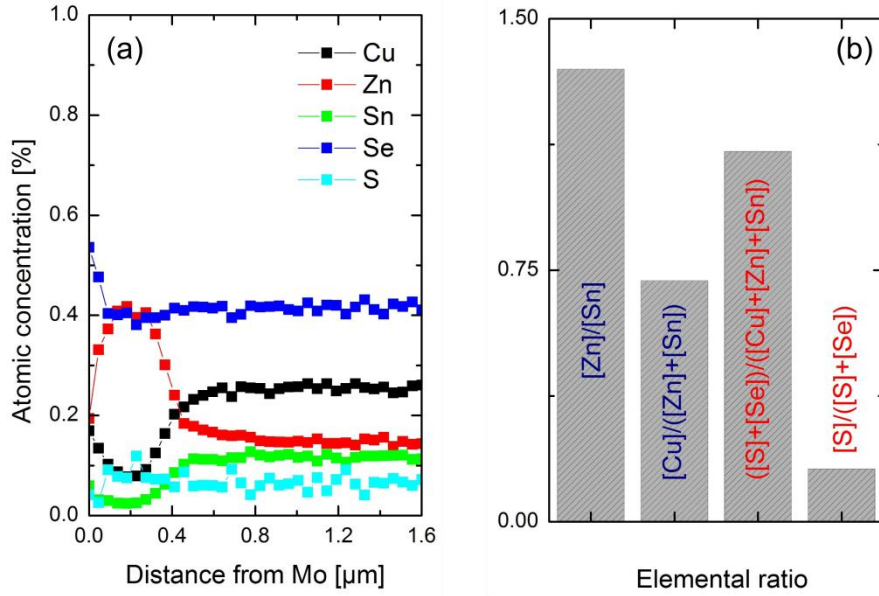 (a)
Cu
Zn
Sn
Se
S
Atomic concentration [%]
1.0
0.8
0.6
0.4
0.2
0.0
0.0 0.4 0.8 1.2 1.6
Distance from Mo [µm]
(b)
1.50
0.75
0.00
[Zn]/[Sn]
[Cu]/([Zn]+[Sn])
([S]+[Se])/([Cu]+[Zn]+[Sn])
[S]/([S]+[Se])
Elemental ratio